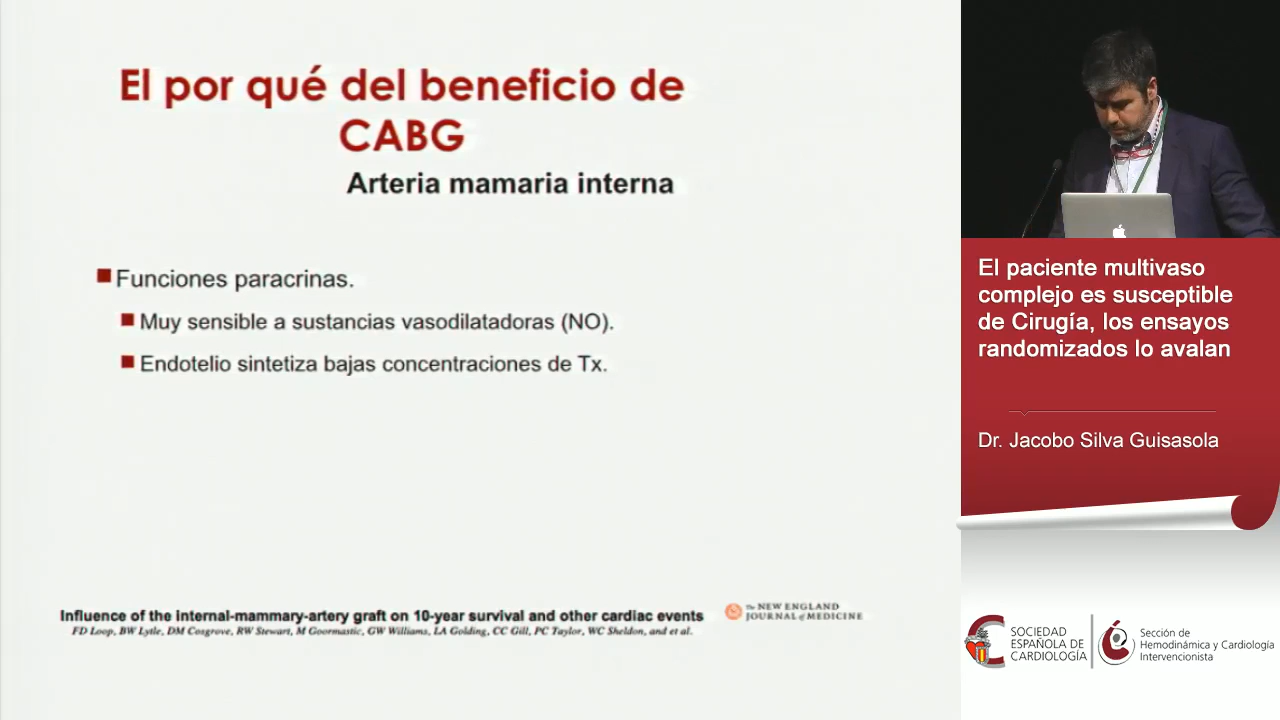 El por qué del beneficio de
CABG
Arteria mamaria interna
Funciones paracrinas.
Muy sensible a sustancias vasodilatadoras (NO).
Endotelio sintetiza bajas concentraciones de Tx.
Influence of the internal-mammary-artery graft on 10-year survival and other cardiac events
FD Loop, BW Lytle, DM Cosgrove, RW Stewart, M Goormastic, GW Williams, LA Golding, CC Gill, PC Taylor, WC Sheldon, and et al.
The NEW ENGLAND
JOURNAL of MEDICINE
El paciente multivaso
complejo es susceptible
de Cirugía, los ensayos
randomizados lo avalan
Dr. Jacobo Silva Guisasola
SOCIEDAD
ESPAÑOLA DE
CARDIOLOGÍA
Sección de
Hemodinámica y Cardiología
Intervencionista